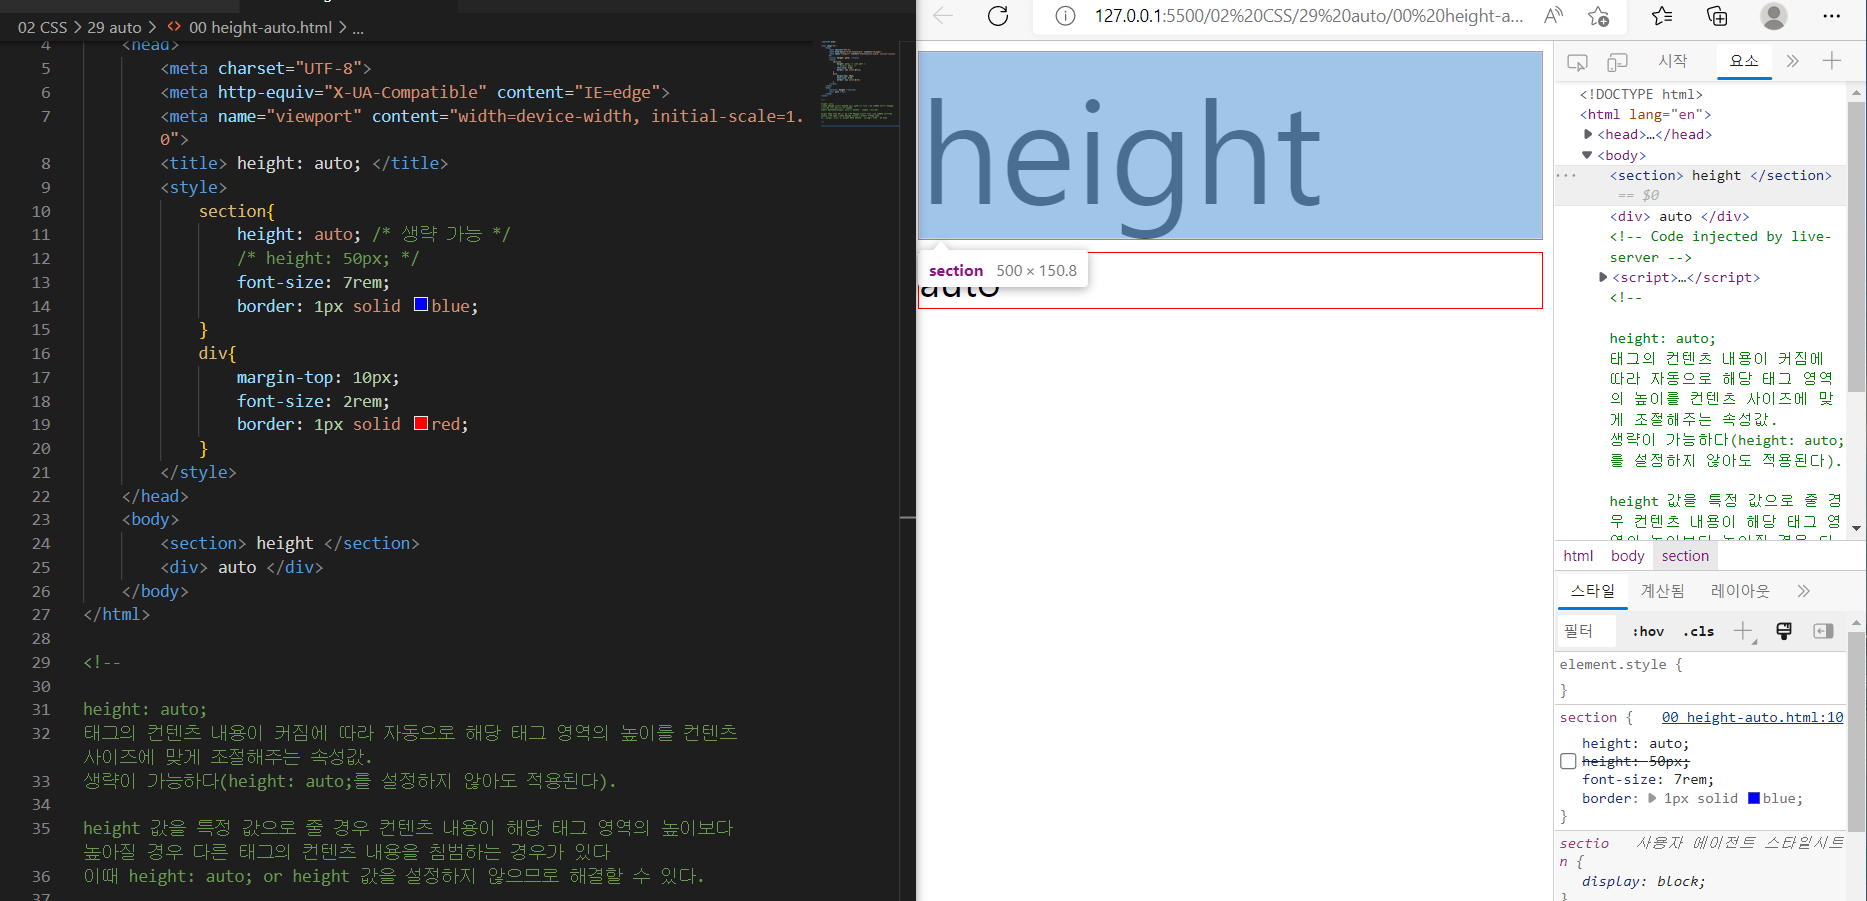 02 CSS > 29 auto > <> 00 height-auto.html > ...
4 <head>
5 <meta charset="UTF-8">
6 <meta http-equiv="X-UA-Compatible" content="IE=edge">
7 <meta name="viewport" content="width=device-width, initial-scale=1.
0">
8 <title> height: auto; </title>
9 <style>
10 section{
11 height: auto; /* 생략 가능 */
12 /* height: 50px; */
13 font-size: 7rem;
14 border: 1px solid blue;
15 }
16 div{
17 margin-top: 10px;
18 font-size: 2rem;
19 border: 1px solid red;
20 }
21 </style>
22 </head>
23 <body>
24 <section> height </section>
25 <div> auto </div>
26 </body>
27 </html>
28
29 <!--
30
31 height: auto;
32 태그의 컨텐츠 내용이 커짐에 따라 자동으로 해당 태그 영역의 높이를 컨텐츠
사이즈에 맞게 조절해주는 속성값.
33 생략이 가능하다(height: auto;를 설정하지 않아도 적용된다).
34
35 height 값을 특정 값으로 줄 경우 컨텐츠 내용이 해당 태그 영역의 높이보다
높아질 경우 다른 태그의 컨텐츠 내용을 침범하는 경우가 있다
36 이때 height: auto; or height 값을 설정하지 않으므로 해결할 수 있다.
37
127.0.0.1:5500/02%20CSS/29%20auto/00%20height-a...
height
section 500 × 150.8
auto
시작 요소
<!DOCTYPE html>
<html lang="en">
<head>…</head>
<body>
··· <section> height </section>
== $0
<div> auto </div>
<!-- Code injected by live-
server -->
<script>…</script>
<!--
height: auto;
태그의 컨텐츠 내용이 커짐에
따라 자동으로 해당 태그 영역
의 높이를 컨텐츠 사이즈에 맞
게 조절해주는 속성값.
생략이 가능하다(height: auto;
를 설정하지 않아도 적용된다).
height 값을 특정 값으로 줄 경
우 컨텐츠 내용이 해당 태그 영
html body section
스타일 계산됨 레이아웃
필터 :hov .cls
element.style {
}
section { 00 height-auto.html:10
height: auto;
height: 50px;
font-size: 7rem;
border: 1px solid blue;
}
sectio 사용자 에이전트 스타일시트
n {
display: block;
}